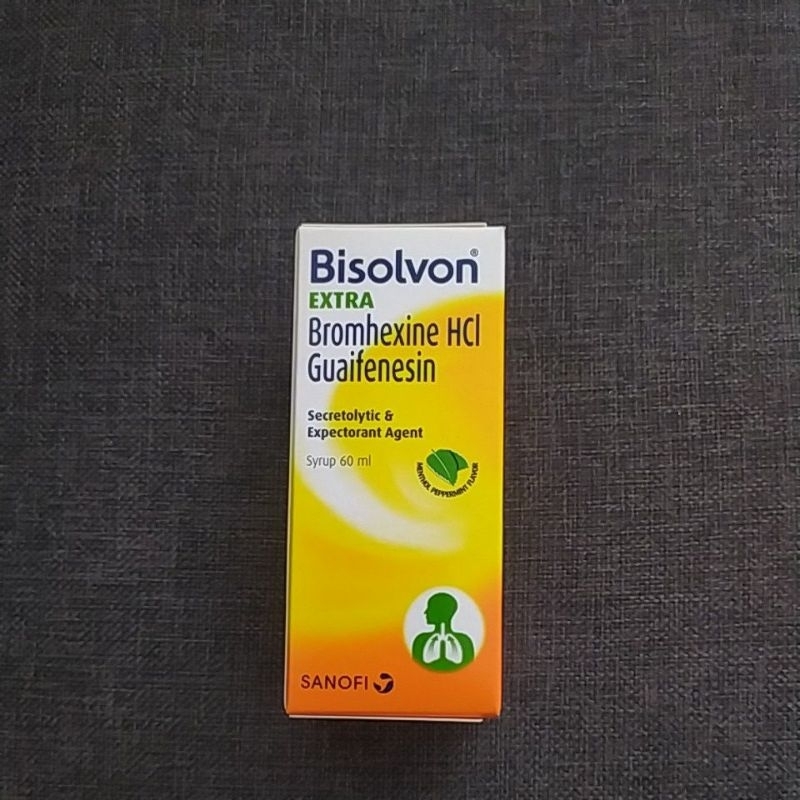 Bisolvon®
EXTRA
Bromhexine HCl
Guaifenesin
Secretolytic &
Expectorant Agent
Syrup 60 ml
MENTHOL PEPPERMINT FLAVOR
SANOFI